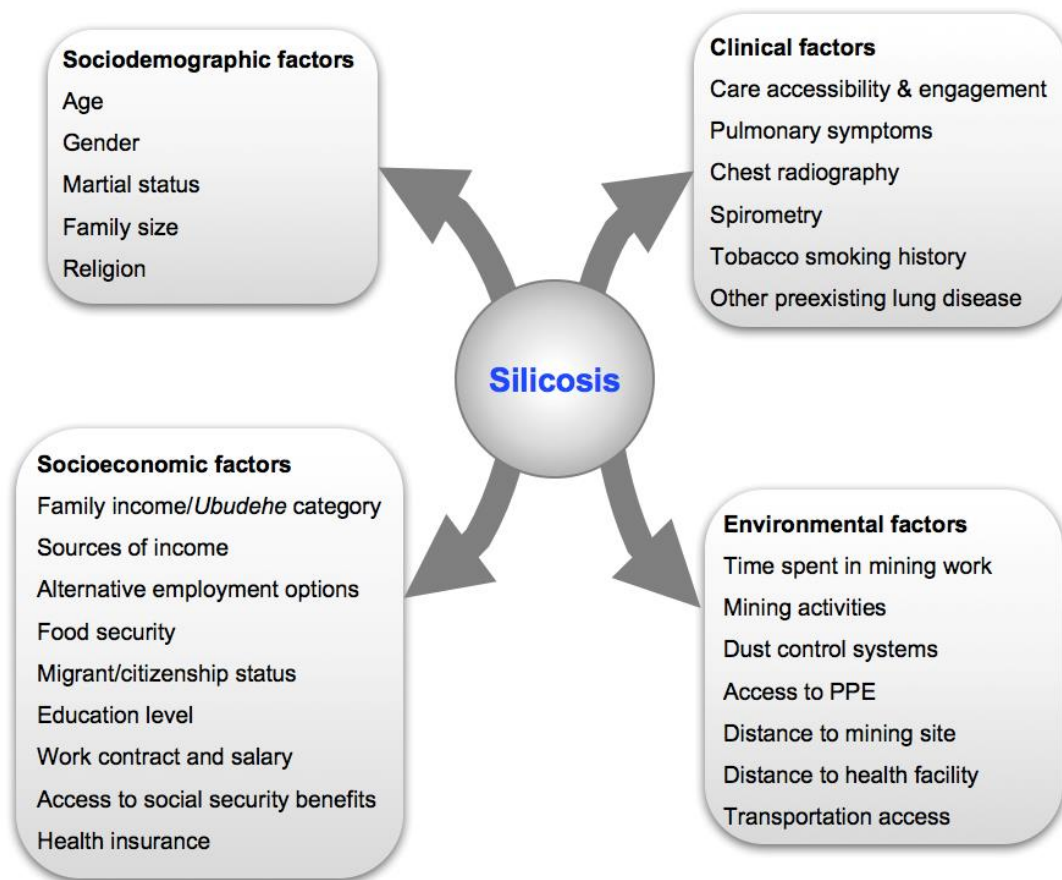 Sociodemographic factors
Age
Gender
Martial status
Family size
Religion
Clinical factors
Care accessibility & engagement
Pulmonary symptoms
Chest radiography
Spirometry
Tobacco smoking history
Other preexisting lung disease
Silicosis
Socioeconomic factors
Family income/Ubudehe category
Sources of income
Alternative employment options
Food security
Migrant/citizenship status
Education level
Work contract and salary
Access to social security benefits
Health insurance
Environmental factors
Time spent in mining work
Mining activities
Dust control systems
Access to PPE
Distance to mining site
Distance to health facility
Transportation access